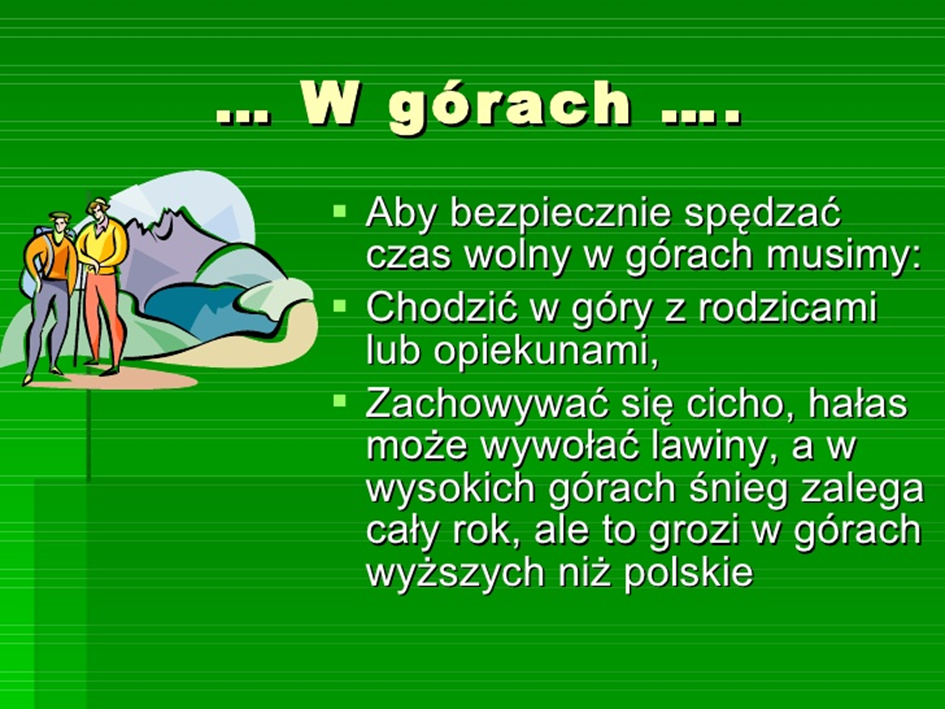 … W górach ….
Aby bezpiecznie spędzać
czas wolny w górach musimy:
Chodzić w góry z rodzicami
lub opiekunami,
Zachowywać się cicho, hałas
może wywołać lawiny, a w
wysokich górach śnieg zalega
cały rok, ale to grozi w górach
wyższych niż polskie